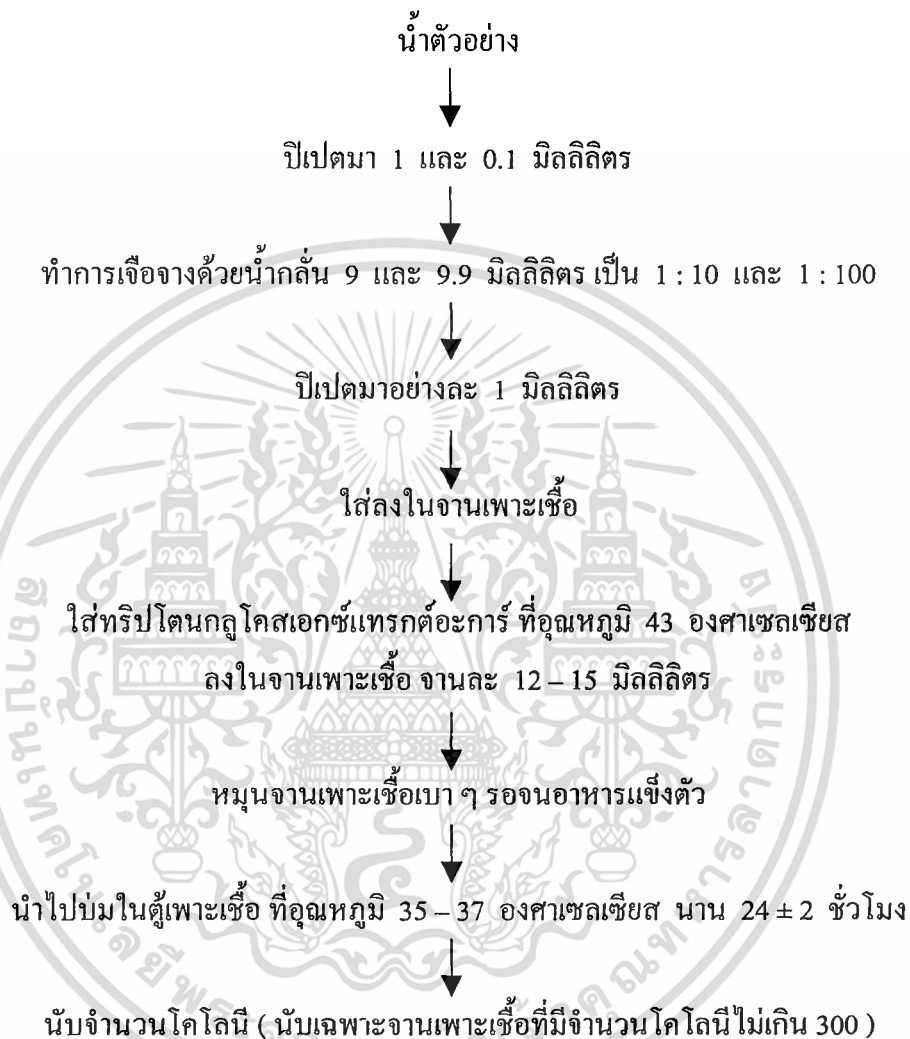 น้ำตัวอย่าง
ปีเปตมา 1 และ 0.1 มิลลิลิตร
ทำการเจือจางด้วยน้ำกลั่น 9 และ 9.9 มิลลิลิตร เป็น 1 : 10 และ 1 : 100
ปีเปตมาอย่างละ 1 มิลลิลิตร
ใส่ลงในจานเพาะเชื้อ
ใส่ทริปโตนกลูโคสเอกซ์แทรกต์อะการ์ ที่อุณหภูมิ 43 องศาเซลเซียส
ลงในจานเพาะเชื้อ จานละ 12 – 15 มิลลิลิตร
หมุนจานเพาะเชื้อเบา ๆ รอจนอาหารแข็งตัว
นำไปบ่มในตู้เพาะเชื้อ ที่อุณหภูมิ 35 – 37 องศาเซลเซียส นาน 24 ± 2 ชั่วโมง
นับจำนวนโคโลนี ( นับเฉพาะจานเพาะเชื้อที่มีจำนวนโคโลนีไม่เกิน 300 )